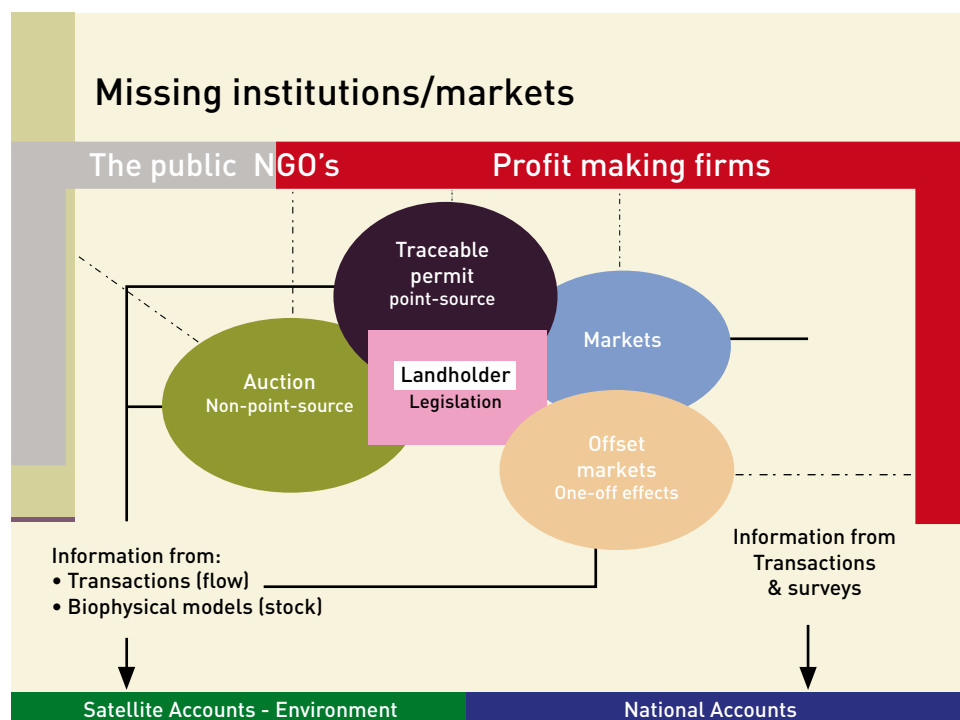 Missing institutions/markets
The public NGO's Profit making firms
Traceable
permit
point-source
Markets
Auction
Non-point-source
Landholder
Legislation
Offset
markets
One-off effects
Information from:
• Transactions (flow)
• Biophysical models (stock)
Information from
Transactions
& surveys
Satellite Accounts - Environment
National Accounts